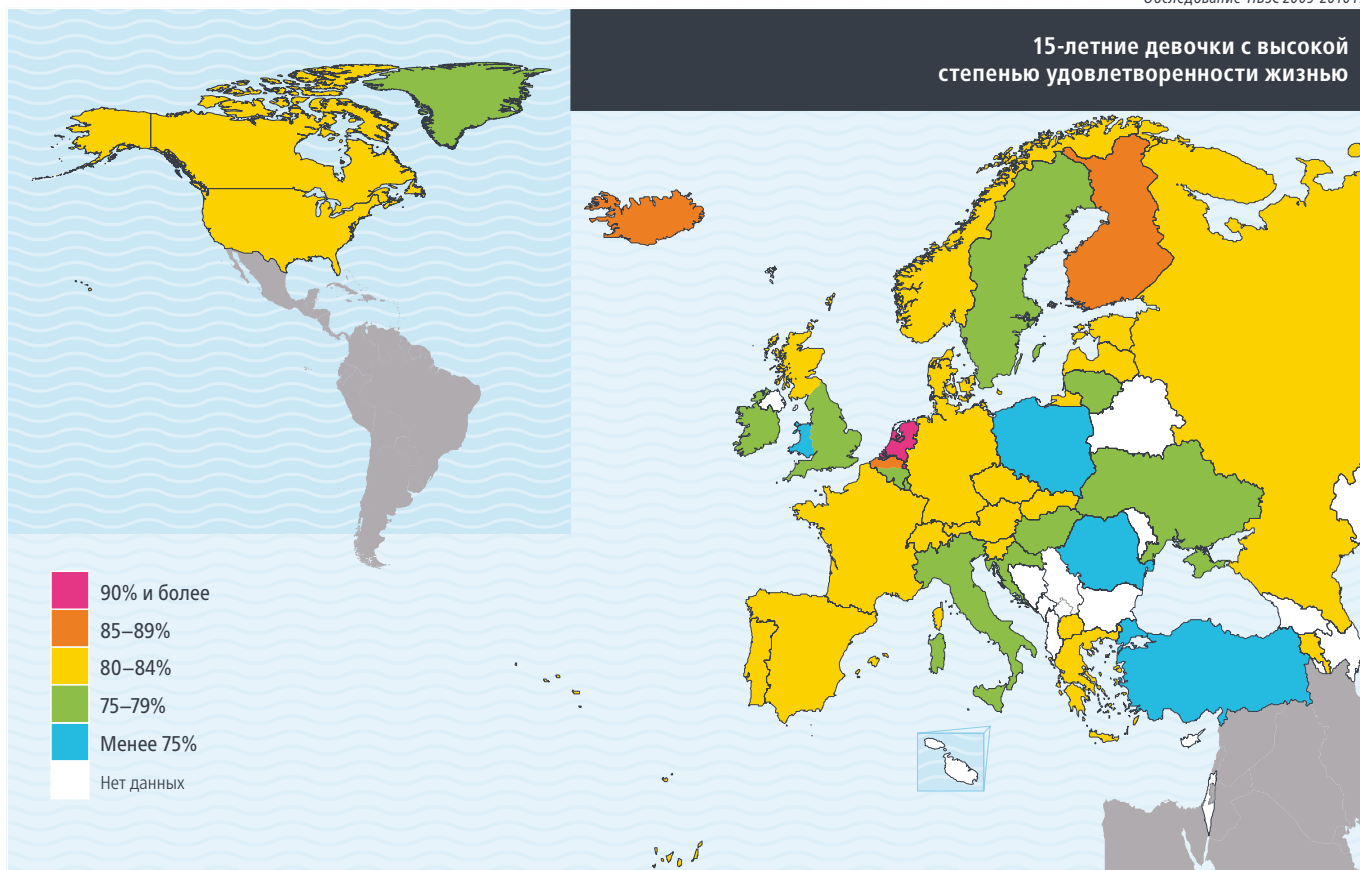 15-летние девочки с высокой
степенью удовлетворенности жизнью
90% и более
85–89%
80–84%
75–79%
Менее 75%
Нет данных